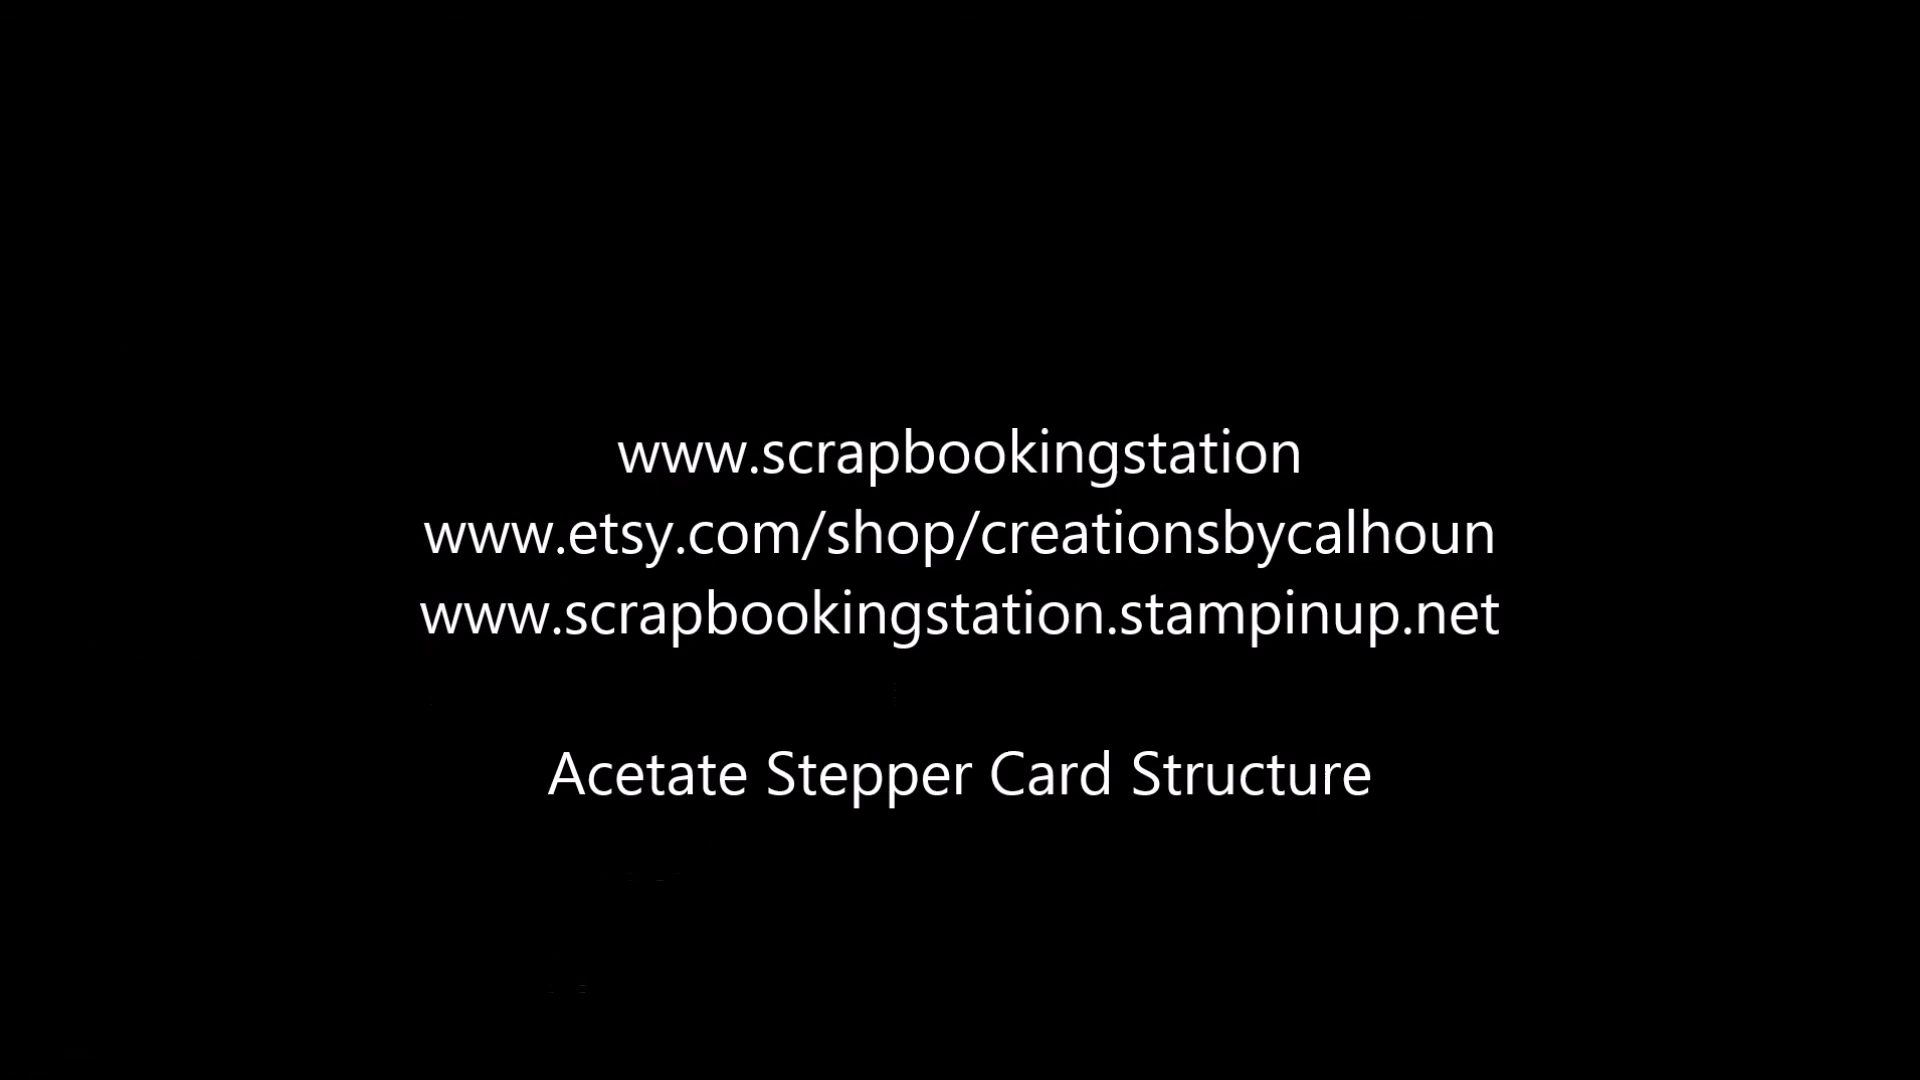 www.scrapbookingstation
www.etsy.com/shop/creationsbycalhoun
www.scrapbookingstation.stampinup.net
Acetate Stepper Card Structure